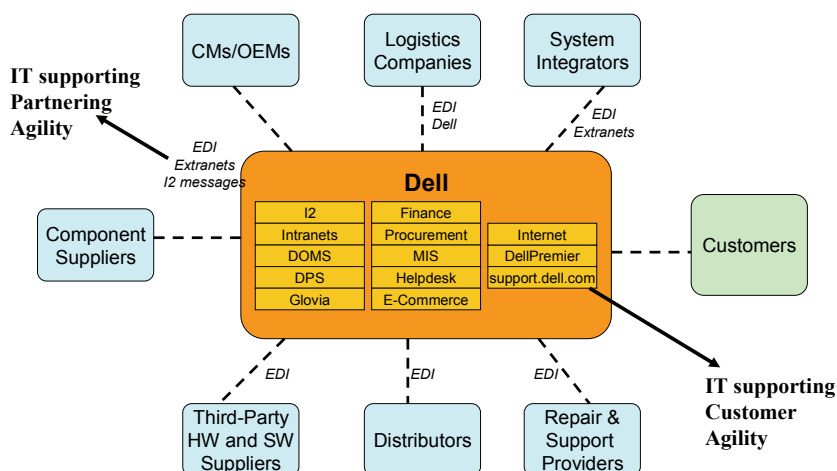 CMs/OEMs
Logistics
Companies
System
Integrators
IT supporting
Partnering
Agility
EDI
Extranets
I2 messages
EDI
Dell
EDI
Extranets
Dell
I2
Intranets
DOMS
DPS
Glovia
Finance
Procurement
MIS
Helpdesk
E-Commerce
Internet
DellPremier
support.dell.com
Component
Suppliers
Customers
EDI
EDI
EDI
IT supporting
Customer
Agility
Third-Party
HW and SW
Suppliers
Distributors
Repair &
Support
Providers